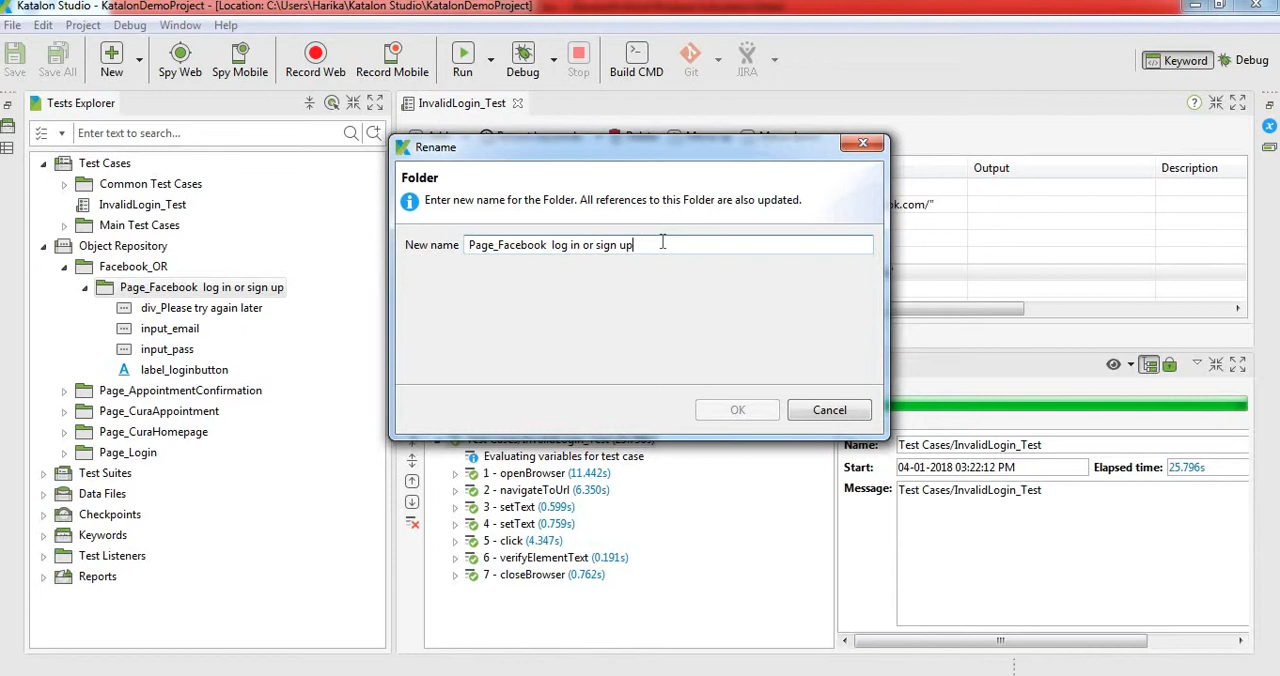 Katalon Studio - KatalonDemoProject - [Location: C:\Users\Harika\Katalon Studio\KatalonDemoProject]
File Edit Project Debug Window Help
Save Save All New Spy Web Spy Mobile Record Web Record Mobile Run Debug Stop Build CMD Git JIRA Keyword Debug
Tests Explorer
Enter text to search...
Test Cases
Common Test Cases
InvalidLogin_Test
Main Test Cases
Object Repository
Facebook_OR
Page_Facebook  log in or sign up
div_Please try again later
input_email
input_pass
label_loginbutton
Page_AppointmentConfirmation
Page_CuraAppointment
Page_CuraHomepage
Page_Login
Test Suites
Data Files
Checkpoints
Keywords
Test Listeners
Reports
InvalidLogin_Test
Output Description
Rename
Folder
Enter new name for the Folder. All references to this Folder are also updated.
New name Page_Facebook  log in or sign up
OK Cancel
Evaluating variables for test case
1 - openBrowser (11.442s)
2 - navigateToUrl (6.350s)
3 - setText (0.599s)
4 - setText (0.759s)
5 - click (4.347s)
6 - verifyElementText (0.191s)
7 - closeBrowser (0.762s)
Name: Test Cases/InvalidLogin_Test
Start: 04-01-2018 03:22:12 PM Elapsed time: 25.796s
Message: Test Cases/InvalidLogin_Test